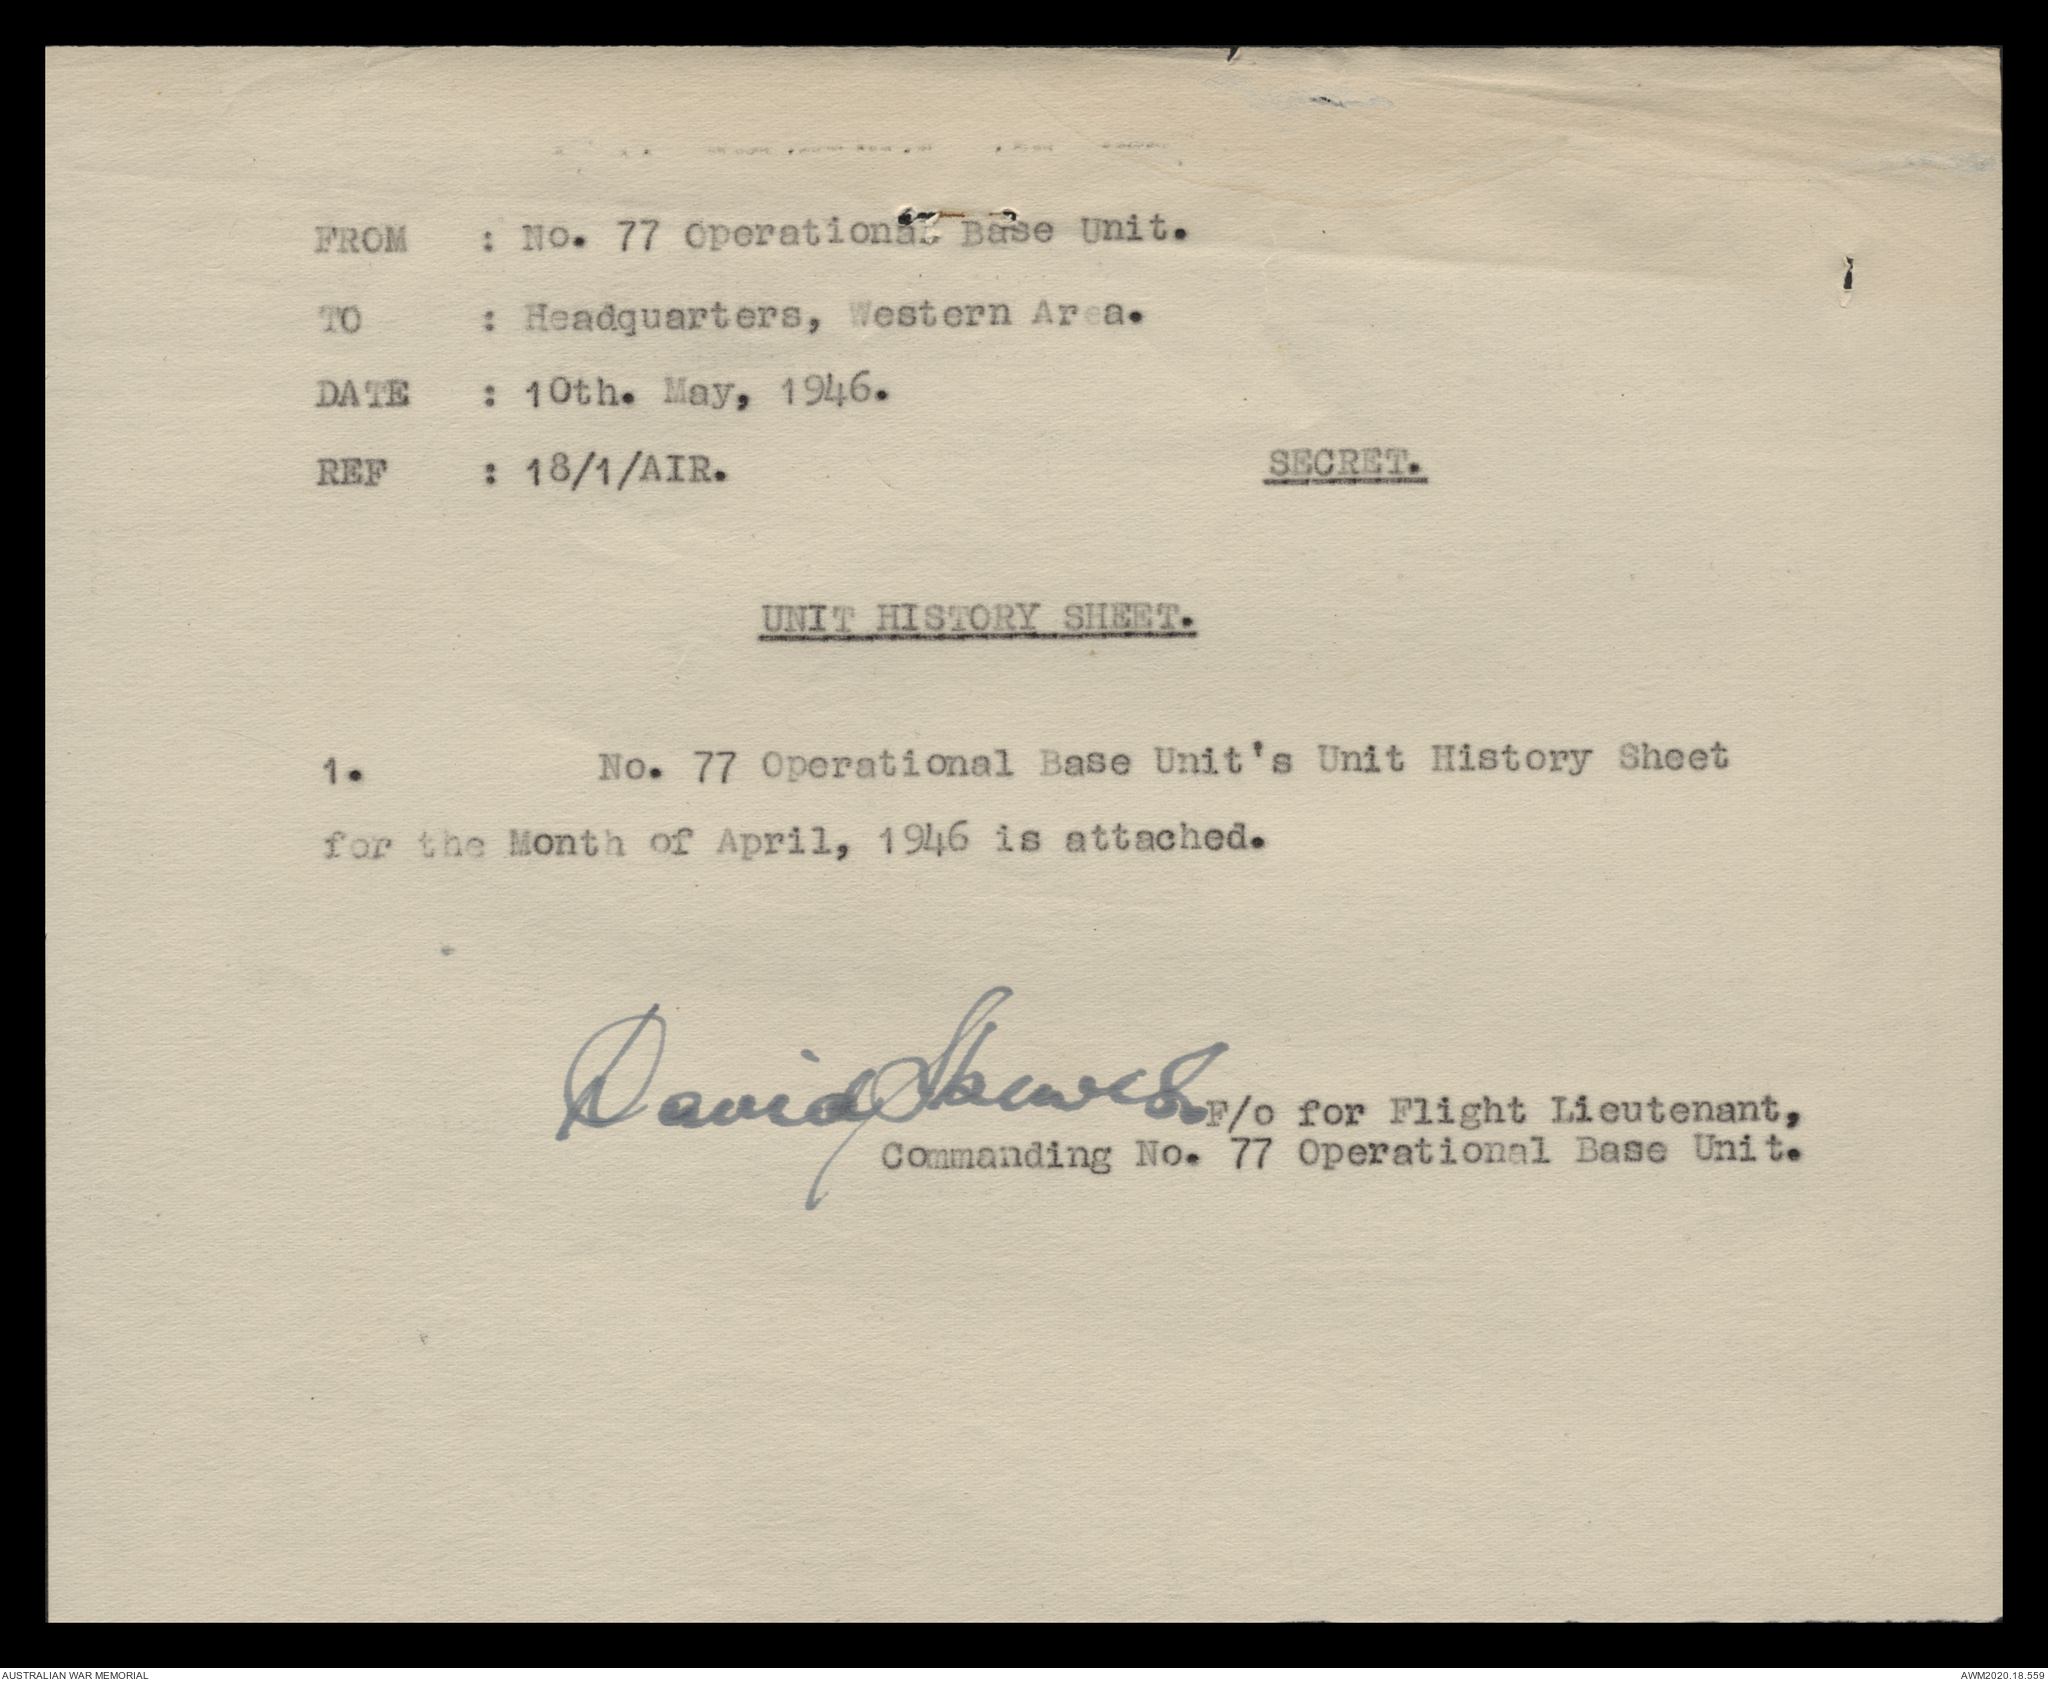 FROM : No. 77 Operational Base Unit.
TO : Headquarters, Western Area.
DATE : 10th. May, 1946.
REF : 18/1/AIR.
SECRET.
UNIT HISTORY SHEET.
1. No. 77 Operational Base Unit's Unit History Sheet
for the Month of April, 1946 is attached.
David
F/o for Flight Lieutenant,
Commanding No. 77 Operational Base Unit.
AUSTRALIAN WAR MEMORIAL
AWM2020.18.559